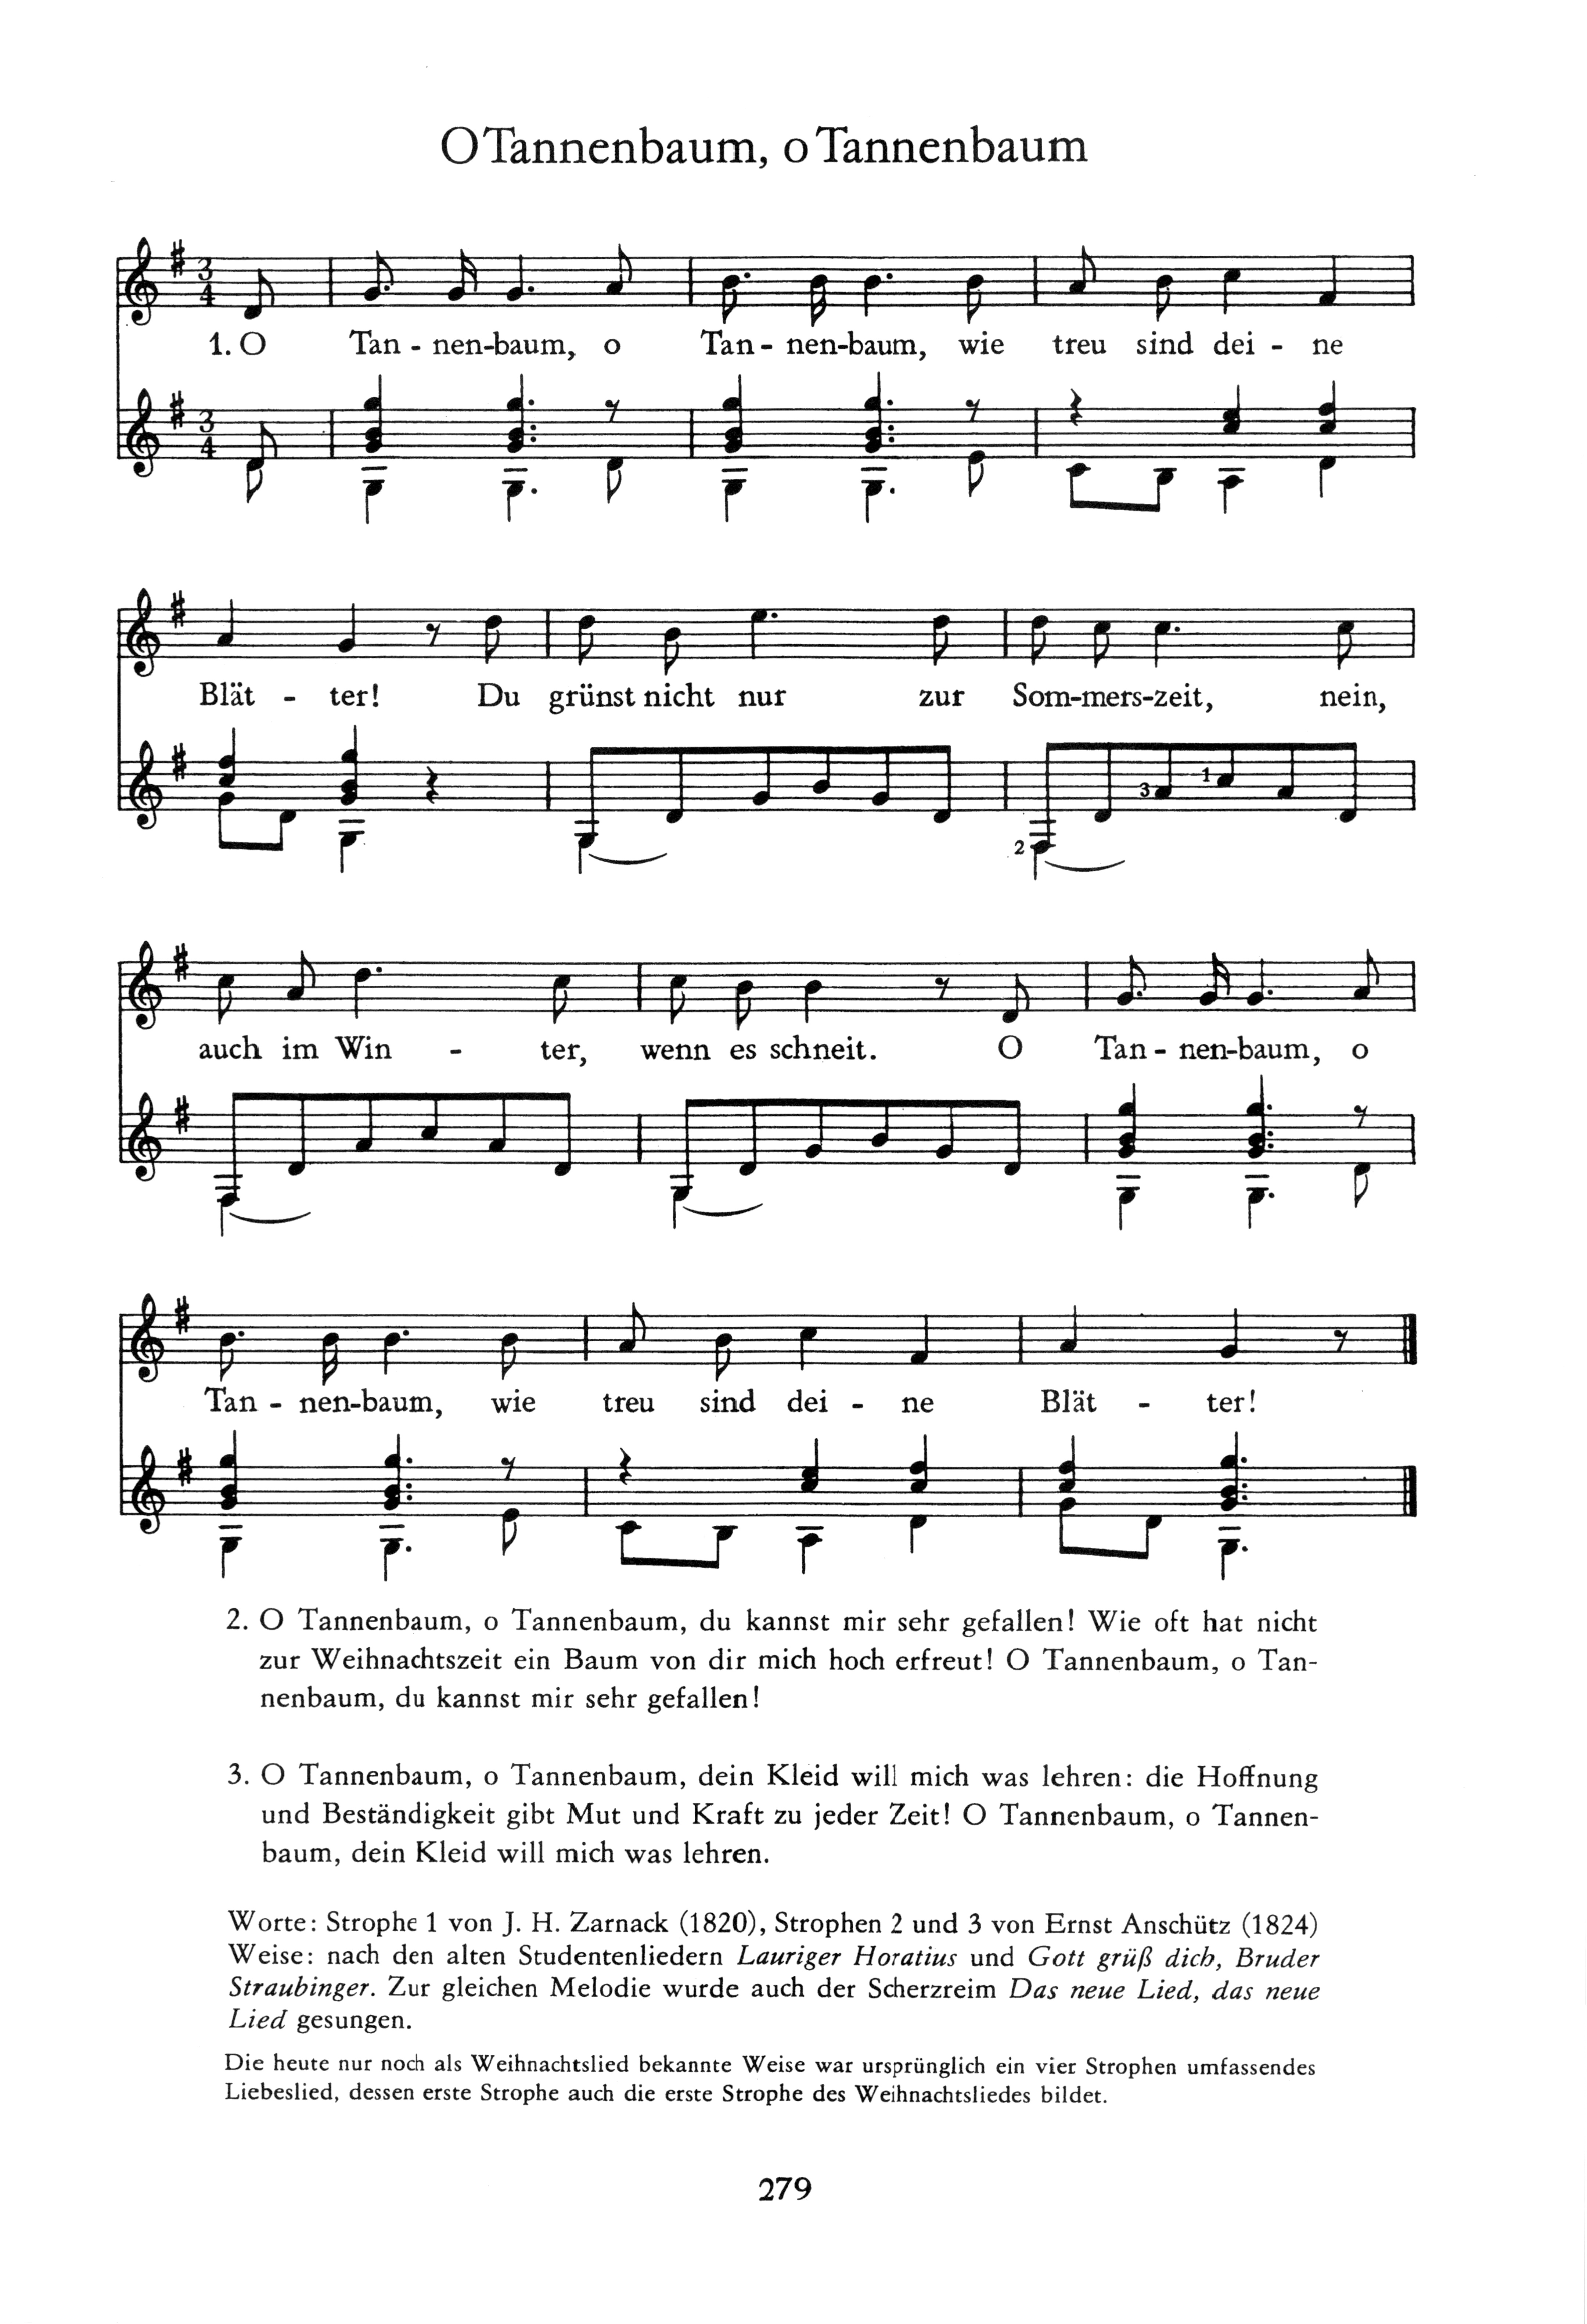 O Tannenbaum, o Tannenbaum
1. O Tan - nen-baum, o Tan - nen-baum, wie treu sind dei - ne
Blät - ter! Du grünst nicht nur zur Som-mers-zeit, nein,
3 1
2
auch im Win - ter, wenn es schneit. O Tan - nen-baum, o
Tan - nen-baum, wie treu sind dei - ne Blät - ter!
2. O Tannenbaum, o Tannenbaum, du kannst mir sehr gefallen! Wie oft hat nicht
zur Weihnachtszeit ein Baum von dir mich hoch erfreut! O Tannenbaum, o Tan-
nenbaum, du kannst mir sehr gefallen!
3. O Tannenbaum, o Tannenbaum, dein Kleid will mich was lehren: die Hoffnung
und Beständigkeit gibt Mut und Kraft zu jeder Zeit! O Tannenbaum, o Tannen-
baum, dein Kleid will mich was lehren.
Worte: Strophe 1 von J. H. Zarnack (1820), Strophen 2 und 3 von Ernst Anschütz (1824)
Weise: nach den alten Studentenliedern Lauriger Horatius und Gott grüß dich, Bruder
Straubinger. Zur gleichen Melodie wurde auch der Scherzreim Das neue Lied, das neue
Lied gesungen.
Die heute nur noch als Weihnachtslied bekannte Weise war ursprünglich ein vier Strophen umfassendes
Liebeslied, dessen erste Strophe auch die erste Strophe des Weihnachtsliedes bildet.
279